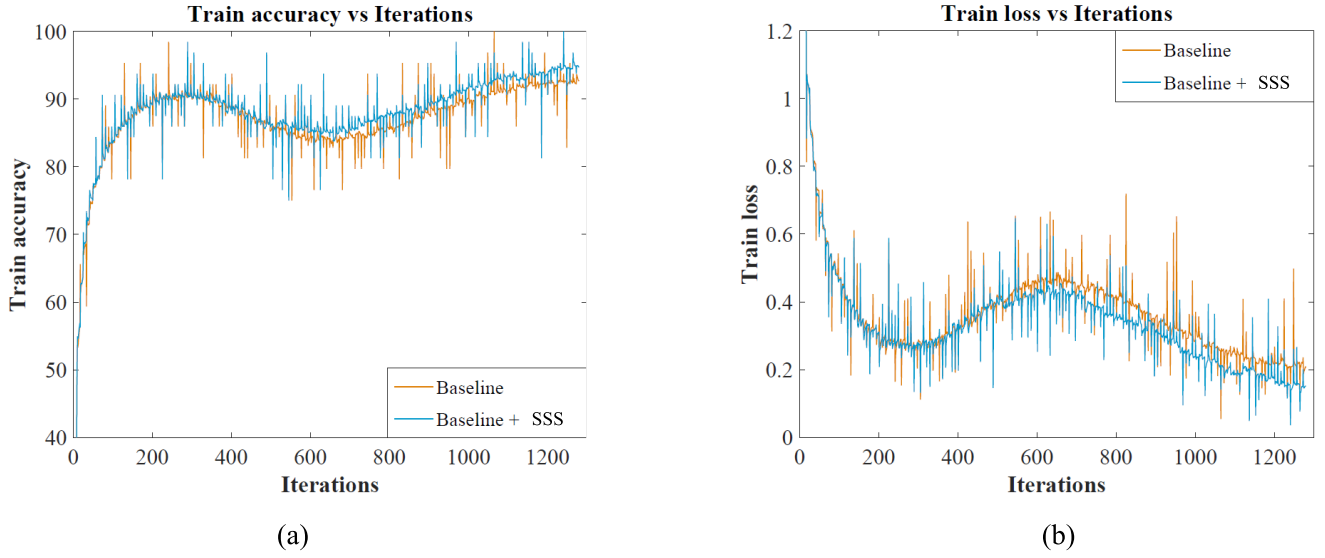 Train accuracy vs Iterations
100
90
80
70
60
50
40
Train accuracy
Baseline
Baseline + SSS
0 200 400 600 800 1000 1200
Iterations
(a)
Train loss vs Iterations
1.2
1
0.8
0.6
0.4
0.2
0
Train loss
Baseline
Baseline + SSS
0 200 400 600 800 1000 1200
Iterations
(b)